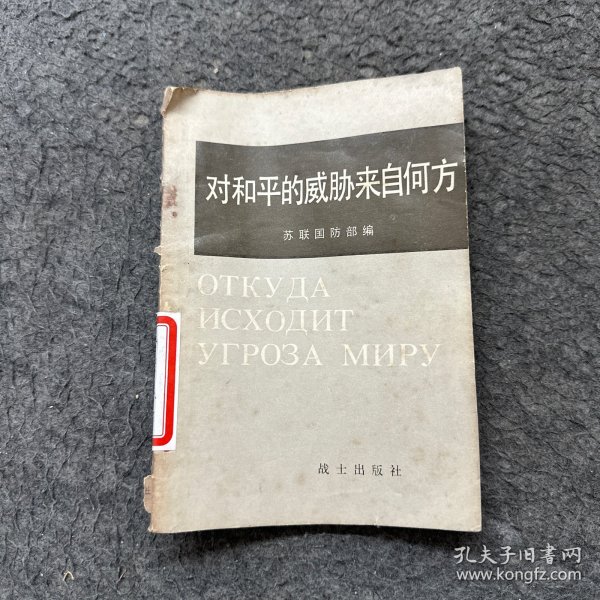 对和平的威胁来自何方
苏联国防部编
ОТКУДА
ИСХОДИТ
УГРОЗА МИРУ
战士出版社
孔夫子旧書网
www.kongfz.com